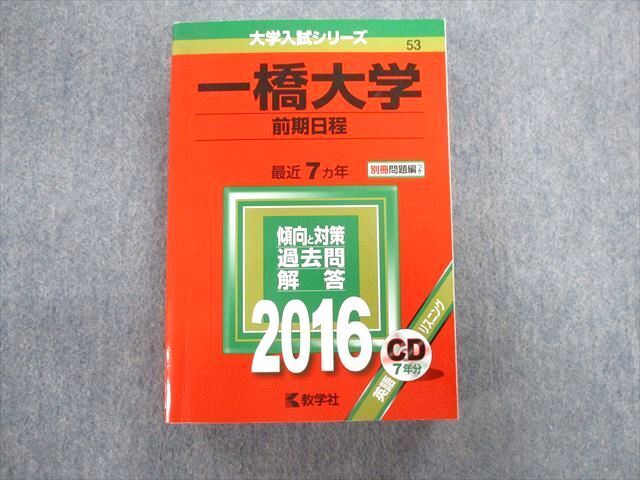 大学入試シリーズ
53
一橋大学
前期日程
最近7カ年
別冊問題編つき
傾向と対策
過去問
解答
2016
CD
7年分
英語リスニング
教学社